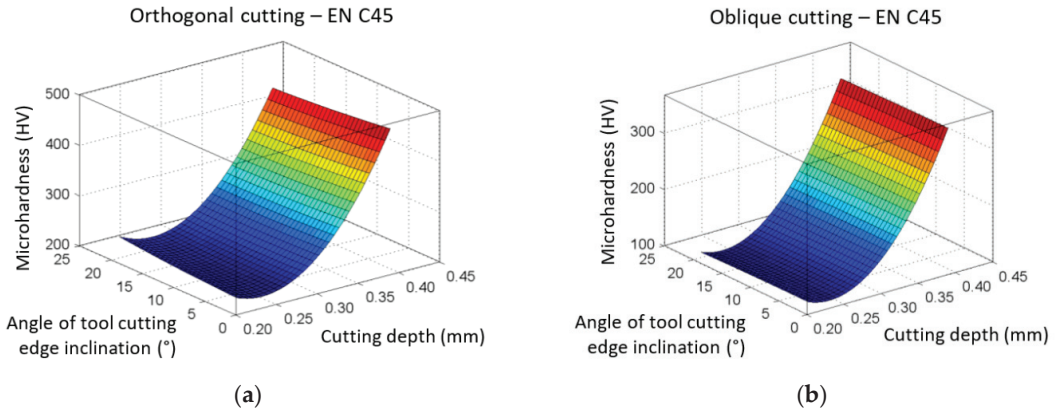 Orthogonal cutting – EN C45
500
400
300
200
Microhardness (HV)
25
20
15
10
5
0
Angle of tool cutting
edge inclination (°)
0.20
0.25
0.30
0.35
0.40
0.45
Cutting depth (mm)
(a)
Oblique cutting – EN C45
300
200
100
Microhardness (HV)
25
20
15
10
5
0
Angle of tool cutting
edge inclination (°)
0.20
0.25
0.30
0.35
0.40
0.45
Cutting depth (mm)
(b)